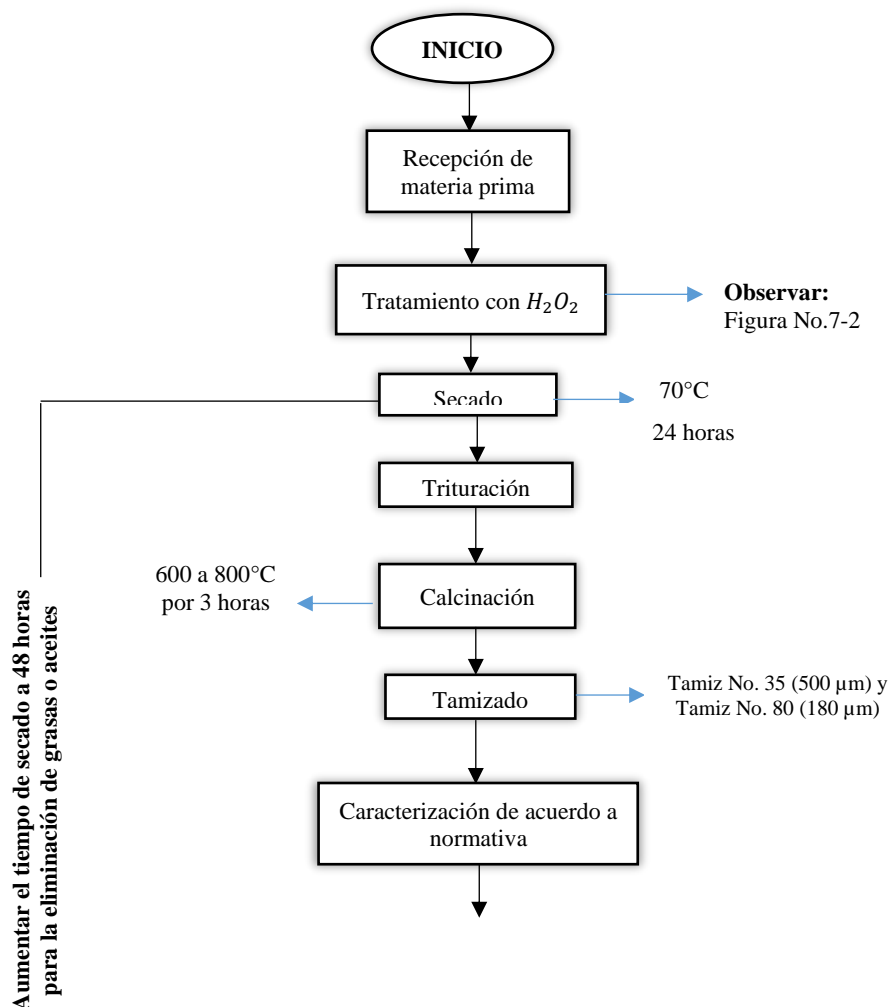 INICIO
Recepción de
materia prima
Tratamiento con H₂O₂
Observar:
Figura No.7-2
Secado
70°C
24 horas
Trituración
600 a 800°C
por 3 horas
Calcinación
Tamizado
Tamiz No. 35 (500 µm) y
Tamiz No. 80 (180 µm)
Caracterización de acuerdo a
normativa
Aumentar el tiempo de secado a 48 horas
para la eliminación de grasas o aceites